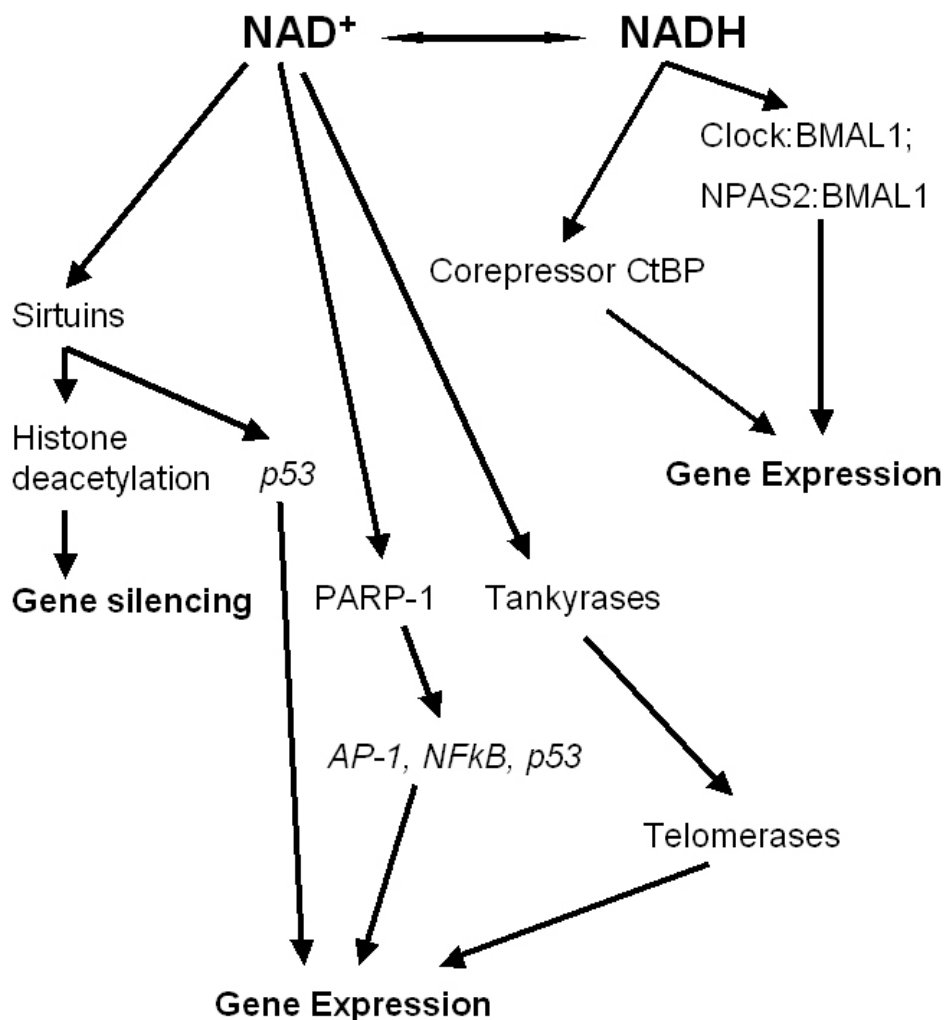 NAD+
NADH
Clock:BMAL1;
NPAS2:BMAL1
Corepressor CtBP
Sirtuins
Histone
deacetylation
p53
Gene Expression
Gene silencing
PARP-1
Tankyrases
AP-1, NFkB, p53
Telomerases
Gene Expression